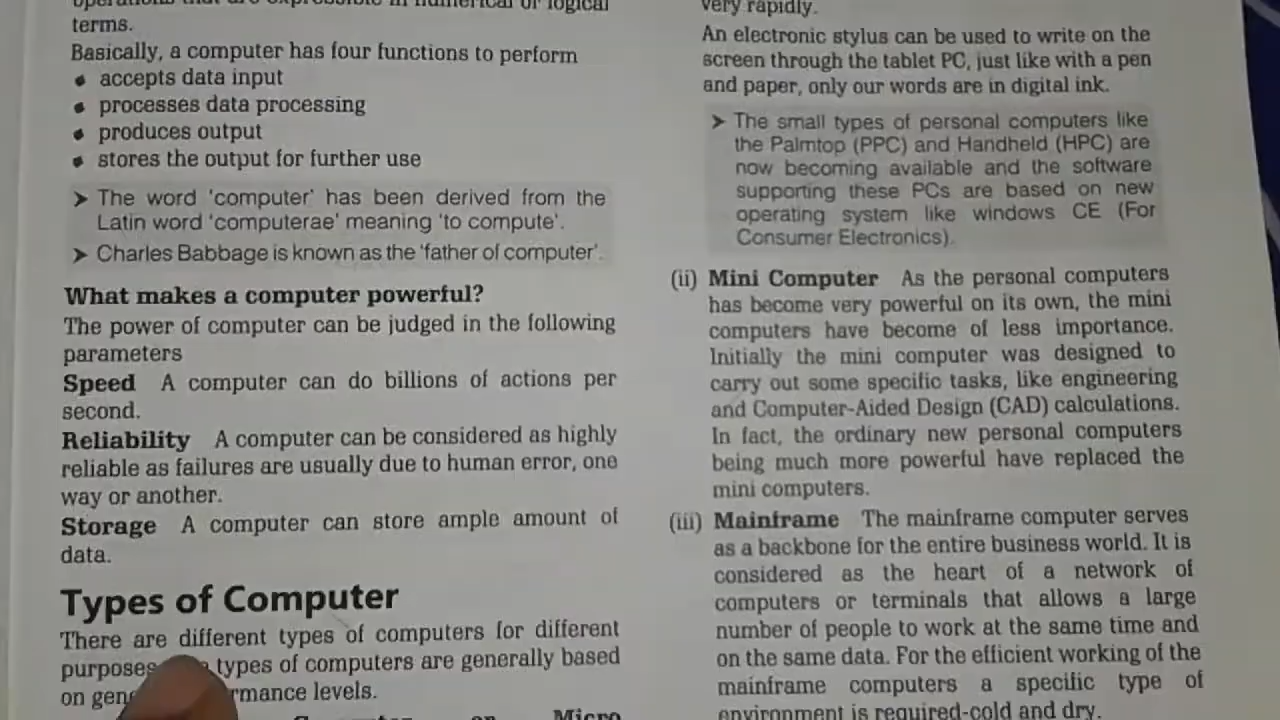 operations that are expressible in numerical or logical
terms.
Basically, a computer has four functions to perform
• accepts data input
• processes data processing
• produces output
• stores the output for further use
➤ The word 'computer' has been derived from the
Latin word 'computerae' meaning 'to compute'.
➤ Charles Babbage is known as the 'father of computer'.
What makes a computer powerful?
The power of computer can be judged in the following
parameters
Speed A computer can do billions of actions per
second.
Reliability A computer can be considered as highly
reliable as failures are usually due to human error, one
way or another.
Storage A computer can store ample amount of
data.
Types of Computer
There are different types of computers for different
purposes types of computers are generally based
on rmance levels.
Computer or Micro
very rapidly.
An electronic stylus can be used to write on the
screen through the tablet PC, just like with a pen
and paper, only our words are in digital ink.
➤ The small types of personal computers like
the Palmtop (PPC) and Handheld (HPC) are
now becoming available and the software
supporting these PCs are based on new
operating system like windows CE (For
Consumer Electronics).
(ii) Mini Computer As the personal computers
has become very powerful on its own, the mini
computers have become of less importance.
Initially the mini computer was designed to
carry out some specific tasks, like engineering
and Computer-Aided Design (CAD) calculations.
In fact, the ordinary new personal computers
being much more powerful have replaced the
mini computers.
(iii) Mainframe The mainframe computer serves
as a backbone for the entire business world. It is
considered as the heart of a network of
computers or terminals that allows a large
number of people to work at the same time and
on the same data. For the efficient working of the
mainframe computers a specific type of
environment is required-cold and dry.